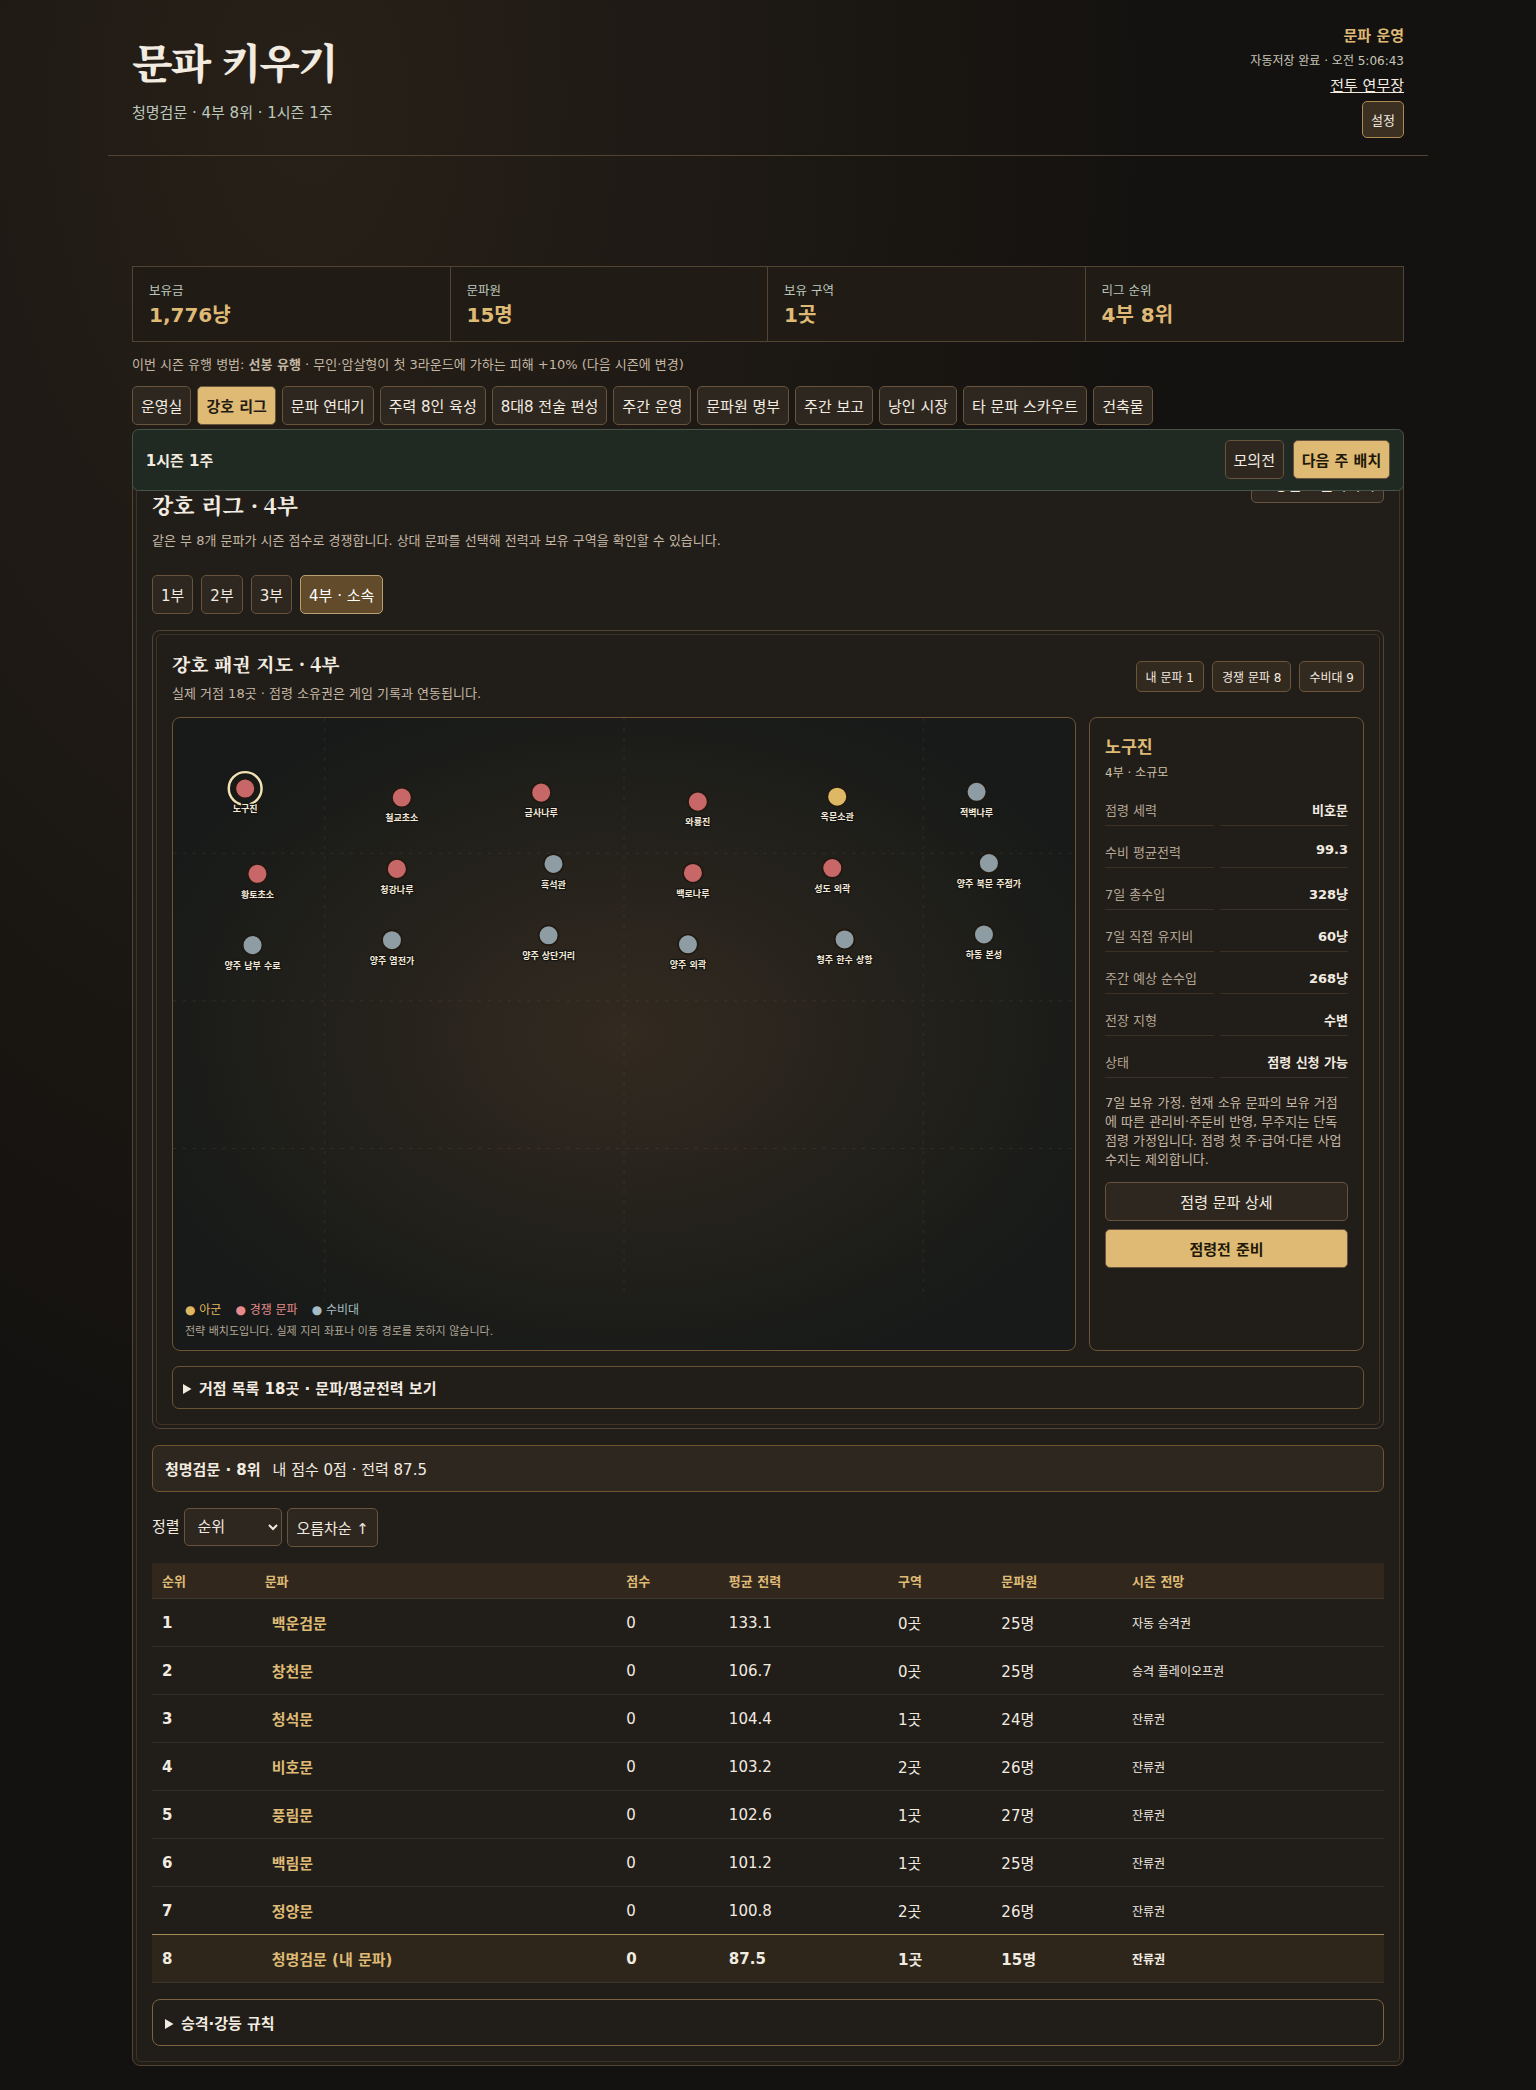 문파 키우기
청명검문 · 4부 8위 · 1시즌 1주
문파 운영
자동저장 완료 · 오전 5:06:43
전투 연무장
설정
보유금
1,776냥
문파원
15명
보유 구역
1곳
리그 순위
4부 8위
이번 시즌 유행 병법: 선봉 유행 · 무인·암살형이 첫 3라운드에 가하는 피해 +10% (다음 시즌에 변경)
운영실 강호 리그 문파 연대기 주력 8인 육성 8대8 전술 편성 주간 운영 문파원 명부 주간 보고 낭인 시장 타 문파 스카우트 건축물
1시즌 1주 모의전 다음 주 배치
강호 리그 · 4부
같은 부 8개 문파가 시즌 점수로 경쟁합니다. 상대 문파를 선택해 전력과 보유 구역을 확인할 수 있습니다.
1부 2부 3부 4부 · 소속
강호 패권 지도 · 4부
실제 거점 18곳 · 점령 소유권은 게임 기록과 연동됩니다.
내 문파 1 경쟁 문파 8 수비대 9
노구진
철교초소
금사나루
와룡진
옥문소관
적벽나루
황토초소
청강나루
흑석관
백로나루
성도 외곽
양주 북문 주점가
양주 남부 수로
양주 염전가
양주 상단거리
양주 외곽
형주 한수 상항
하동 본성
● 아군 ● 경쟁 문파 ● 수비대
전략 배치도입니다. 실제 지리 좌표나 이동 경로를 뜻하지 않습니다.
노구진
4부 · 소규모
점령 세력 비호문
수비 평균전력 99.3
7일 총수입 328냥
7일 직접 유지비 60냥
주간 예상 순수입 268냥
전장 지형 수변
상태 점령 신청 가능
7일 보유 가정. 현재 소유 문파의 보유 거점
에 따른 관리비·주둔비 반영, 무주지는 단독
점령 가정입니다. 점령 첫 주·급여·다른 사업
수지는 제외합니다.
점령 문파 상세
점령전 준비
▶ 거점 목록 18곳 · 문파/평균전력 보기
청명검문 · 8위 내 점수 0점 · 전력 87.5
정렬 순위 오름차순 ↑
순위 문파 점수 평균 전력 구역 문파원 시즌 전망
1 백운검문 0 133.1 0곳 25명 자동 승격권
2 창천문 0 106.7 0곳 25명 승격 플레이오프권
3 청석문 0 104.4 1곳 24명 잔류권
4 비호문 0 103.2 2곳 26명 잔류권
5 풍림문 0 102.6 1곳 27명 잔류권
6 백림문 0 101.2 1곳 25명 잔류권
7 정양문 0 100.8 2곳 26명 잔류권
8 청명검문 (내 문파) 0 87.5 1곳 15명 잔류권
▶ 승격·강등 규칙